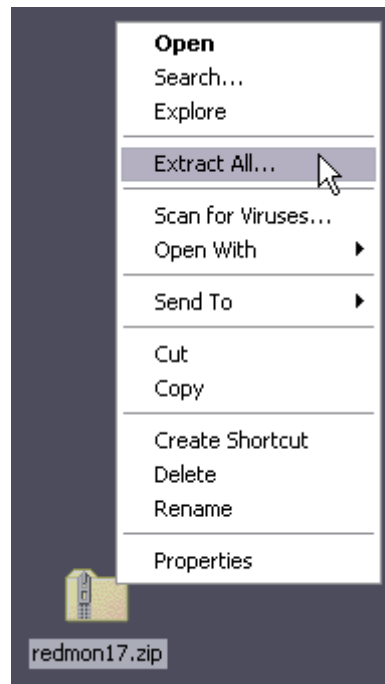 Open
Search...
Explore
Extract All...
Scan for Viruses...
Open With
Send To
Cut
Copy
Create Shortcut
Delete
Rename
Properties
redmon17.zip